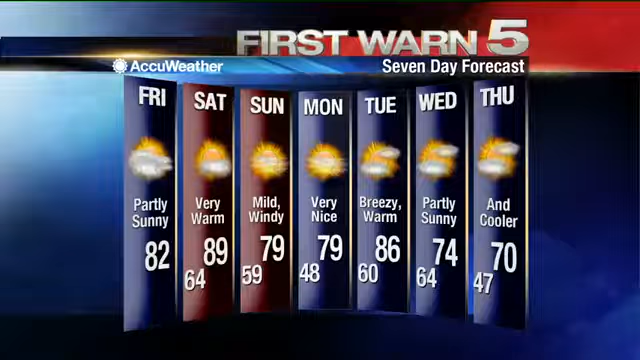 FIRST WARN 5
AccuWeather
Seven Day Forecast
FRI
Partly
Sunny
82
SAT
Very
Warm
89
64
SUN
Mild,
Windy
79
59
MON
Very
Nice
79
48
TUE
Breezy,
Warm
86
60
WED
Partly
Sunny
74
64
THU
And
Cooler
70
47